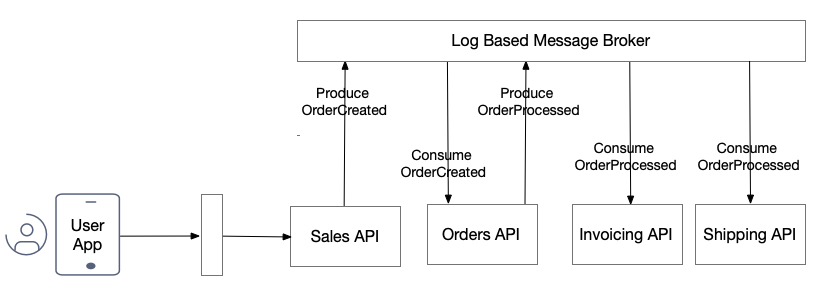 Log Based Message Broker
Produce
OrderCreated
Produce
OrderProcessed
Consume
OrderCreated
Consume
OrderProcessed
Consume
OrderProcessed
User
App
Sales API
Orders API
Invoicing API
Shipping API